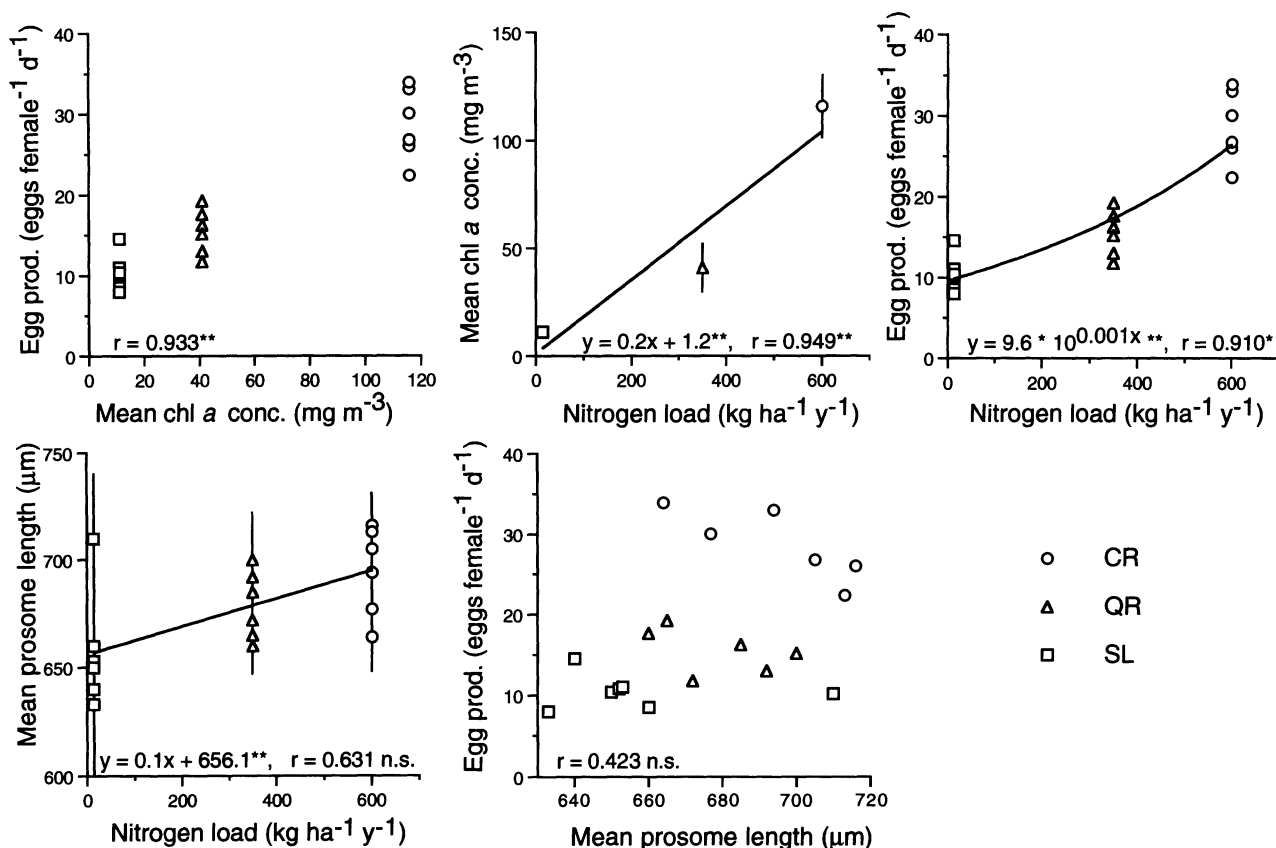 Egg prod. (eggs female⁻¹ d⁻¹)
40
30
20
10
0
r = 0.933**
0 20 40 60 80 100 120
Mean chl a conc. (mg m⁻³)
Mean chl a conc. (mg m⁻³)
150
100
50
0
y = 0.2x + 1.2**, r = 0.949**
0 200 400 600
Nitrogen load (kg ha⁻¹ y⁻¹)
Egg prod. (eggs female⁻¹ d⁻¹)
40
30
20
10
0
y = 9.6 * 10^0.001x **, r = 0.910*
0 200 400 600
Nitrogen load (kg ha⁻¹ y⁻¹)
Mean prosome length (µm)
750
700
650
600
y = 0.1x + 656.1**, r = 0.631 n.s.
0 200 400 600
Nitrogen load (kg ha⁻¹ y⁻¹)
Egg prod. (eggs female⁻¹ d⁻¹)
40
30
20
10
0
r = 0.423 n.s.
640 660 680 700 720
Mean prosome length (µm)
CR
QR
SL